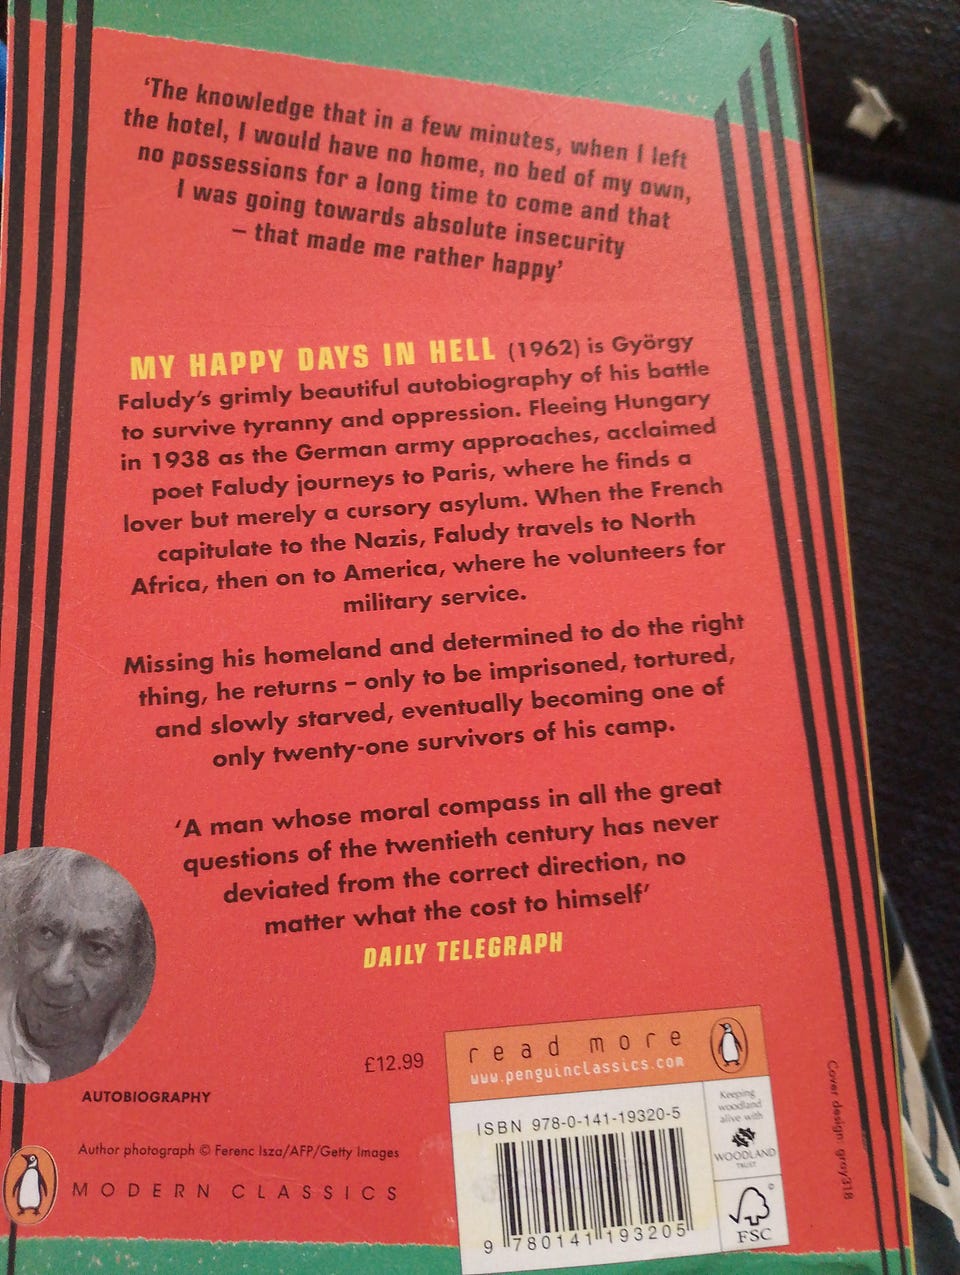 ‘The knowledge that in a few minutes, when I left
the hotel, I would have no home, no bed of my own,
no possessions for a long time to come and that
I was going towards absolute insecurity
– that made me rather happy’
MY HAPPY DAYS IN HELL (1962) is György
Faludy’s grimly beautiful autobiography of his battle
to survive tyranny and oppression. Fleeing Hungary
in 1938 as the German army approaches, acclaimed
poet Faludy journeys to Paris, where he finds a
lover but merely a cursory asylum. When the French
capitulate to the Nazis, Faludy travels to North
Africa, then on to America, where he volunteers for
military service.
Missing his homeland and determined to do the right
thing, he returns – only to be imprisoned, tortured,
and slowly starved, eventually becoming one of
only twenty-one survivors of his camp.
‘A man whose moral compass in all the great
questions of the twentieth century has never
deviated from the correct direction, no
matter what the cost to himself’
DAILY TELEGRAPH
£12.99
AUTOBIOGRAPHY
Author photograph © Ferenc Isza/AFP/Getty Images
MODERN CLASSICS
read more
www.penguinclassics.com
ISBN 978-0-141-19320-5
9 780141 193205
Keeping
woodland
alive with
WOODLAND
TRUST
©
FSC
Cover design: gray318